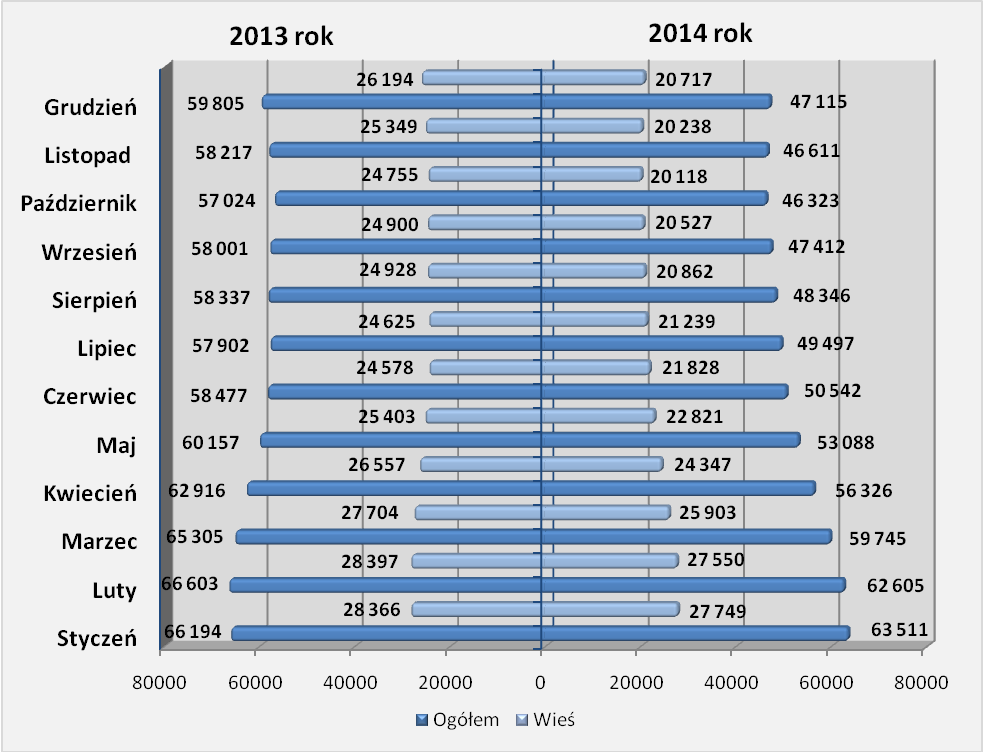 2013 rok 2014 rok
26 194 20 717
Grudzień 59 805 47 115
25 349 20 238
Listopad 58 217 46 611
24 755 20 118
Październik 57 024 46 323
24 900 20 527
Wrzesień 58 001 47 412
24 928 20 862
Sierpień 58 337 48 346
24 625 21 239
Lipiec 57 902 49 497
24 578 21 828
Czerwiec 58 477 50 542
25 403 22 821
Maj 60 157 53 088
26 557 24 347
Kwiecień 62 916 56 326
27 704 25 903
Marzec 65 305 59 745
28 397 27 550
Luty 66 603 62 605
28 366 27 749
Styczeń 66 194 63 511
80000 60000 40000 20000 0 20000 40000 60000 80000
Ogółem Wieś